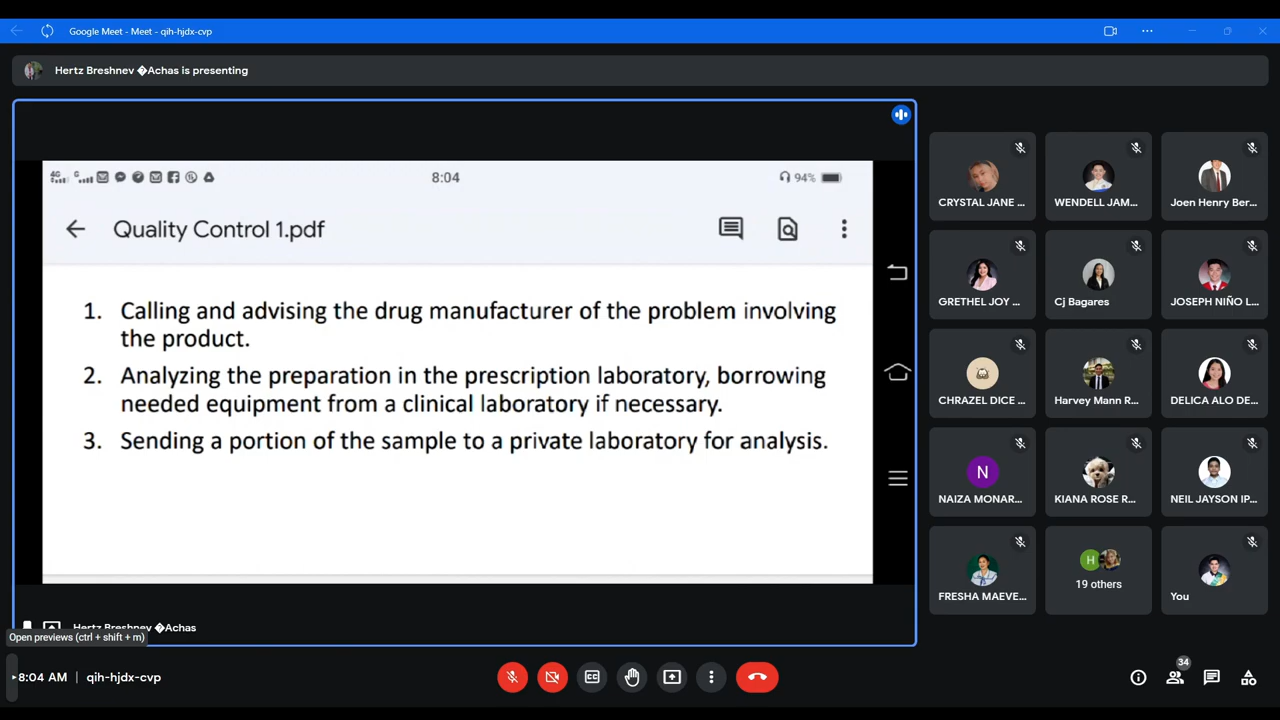 Google Meet - Meet - qih-hjdx-cvp
Hertz Breshnev �Achas is presenting
4G G 8:04 94%
Quality Control 1.pdf
1. Calling and advising the drug manufacturer of the problem involving
the product.
2. Analyzing the preparation in the prescription laboratory, borrowing
needed equipment from a clinical laboratory if necessary.
3. Sending a portion of the sample to a private laboratory for analysis.
Hertz Breshnev �Achas
Open previews (ctrl + shift + m)
CRYSTAL JANE ...
WENDELL JAM...
Joen Henry Ber...
GRETHEL JOY ...
Cj Bagares
JOSEPH NIÑO L...
CHRAZEL DICE ...
Harvey Mann R...
DELICA ALO DE...
N
NAIZA MONAR...
KIANA ROSE R...
NEIL JAYSON IP...
FRESHA MAEVE...
H
19 others
You
8:04 AM | qih-hjdx-cvp
CC
34